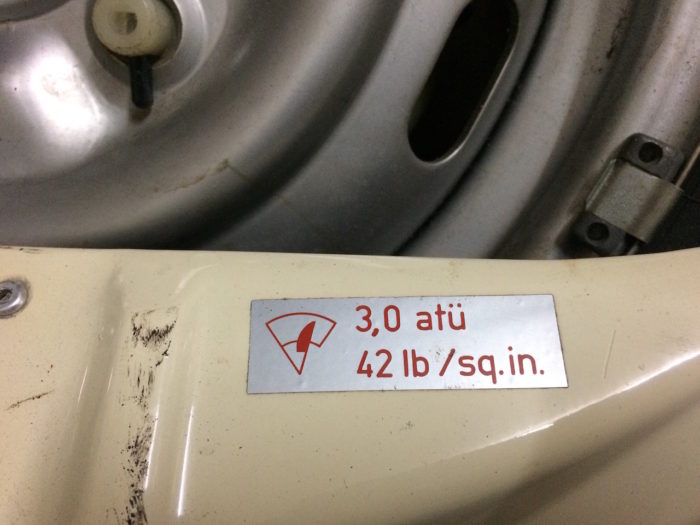 3,0 atü
42 lb/sq.in.